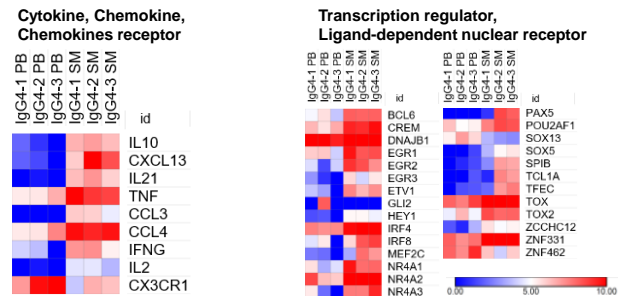 Cytokine, Chemokine,
Chemokines receptor
IgG4-1 PB
IgG4-2 PB
IgG4-3 PB
IgG4-1 SM
IgG4-2 SM
IgG4-3 SM
id
IL10
CXCL13
IL21
TNF
CCL3
CCL4
IFNG
IL2
CX3CR1
Transcription regulator,
Ligand-dependent nuclear receptor
IgG4-1 PB
IgG4-2 PB
IgG4-3 PB
IgG4-1 SM
IgG4-2 SM
IgG4-3 SM
id
BCL6
CREM
DNAJB1
EGR1
EGR2
EGR3
ETV1
GLI2
HEY1
IRF4
IRF8
MEF2C
NR4A1
NR4A2
NR4A3
IgG4-1 PB
IgG4-2 PB
IgG4-3 PB
IgG4-1 SM
IgG4-2 SM
IgG4-3 SM
id
PAX5
POU2AF1
SOX13
SOX5
SPIB
TCL1A
TFEC
TOX
TOX2
ZCCHC12
ZNF331
ZNF462
0.00 5.00 10.00